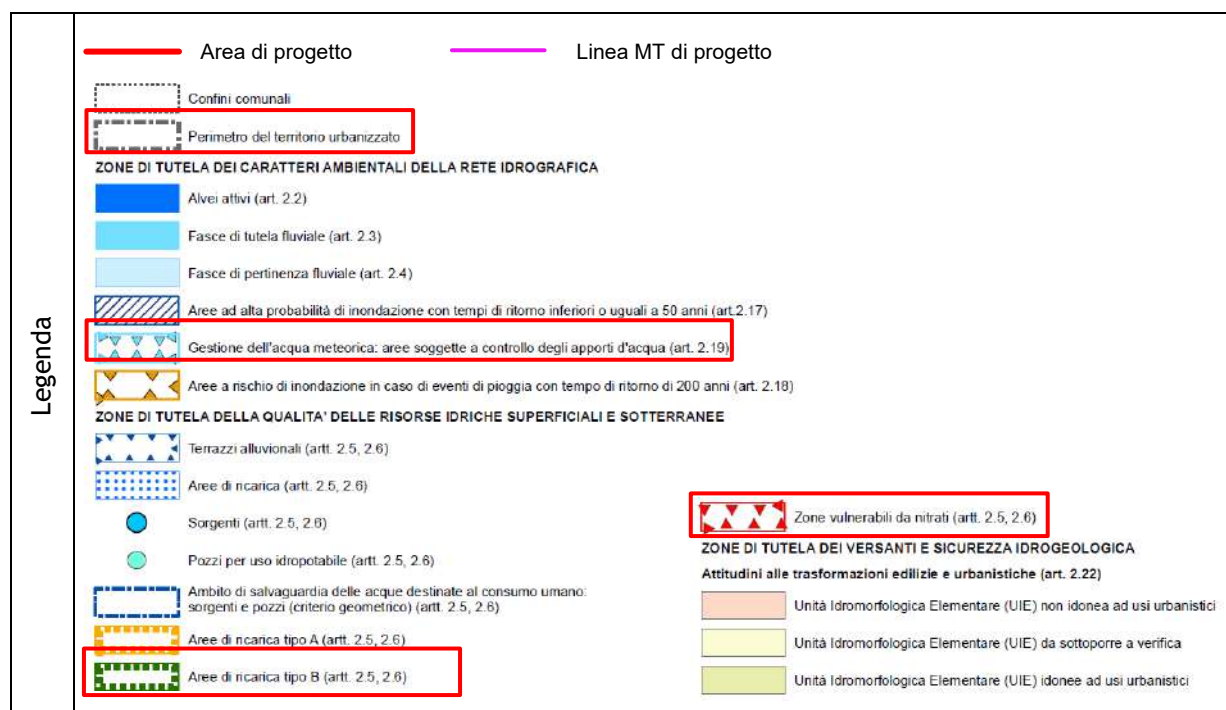 Legenda
Area di progetto
Linea MT di progetto
Confini comunali
Perimetro del territorio urbanizzato
ZONE DI TUTELA DEI CARATTERI AMBIENTALI DELLA RETE IDROGRAFICA
Alvei attivi (art. 2.2)
Fasce di tutela fluviale (art. 2.3)
Fasce di pertinenza fluviale (art. 2.4)
Aree ad alta probabilità di inondazione con tempi di ritorno inferiori o uguali a 50 anni (art.2.17)
Gestione dell'acqua meteorica: aree soggette a controllo degli apporti d'acqua (art. 2.19)
Aree a rischio di inondazione in caso di eventi di pioggia con tempo di ritorno di 200 anni (art. 2.18)
ZONE DI TUTELA DELLA QUALITA' DELLE RISORSE IDRICHE SUPERFICIALI E SOTTERRANEE
Terrazzi alluvionali (artt. 2.5, 2.6)
Aree di ricarica (artt. 2.5, 2.6)
Sorgenti (artt. 2.5, 2.6)
Pozzi per uso idropotabile (artt. 2.5, 2.6)
Ambito di salvaguardia delle acque destinate al consumo umano:
sorgenti e pozzi (criterio geometrico) (artt. 2.5, 2.6)
Aree di ricarica tipo A (artt. 2.5, 2.6)
Aree di ricarica tipo B (artt. 2.5, 2.6)
Zone vulnerabili da nitrati (artt. 2.5, 2.6)
ZONE DI TUTELA DEI VERSANTI E SICUREZZA IDROGEOLOGICA
Attitudini alle trasformazioni edilizie e urbanistiche (art. 2.22)
Unità Idromorfologica Elementare (UIE) non idonea ad usi urbanistici
Unità Idromorfologica Elementare (UIE) da sottoporre a verifica
Unità Idromorfologica Elementare (UIE) idonee ad usi urbanistici